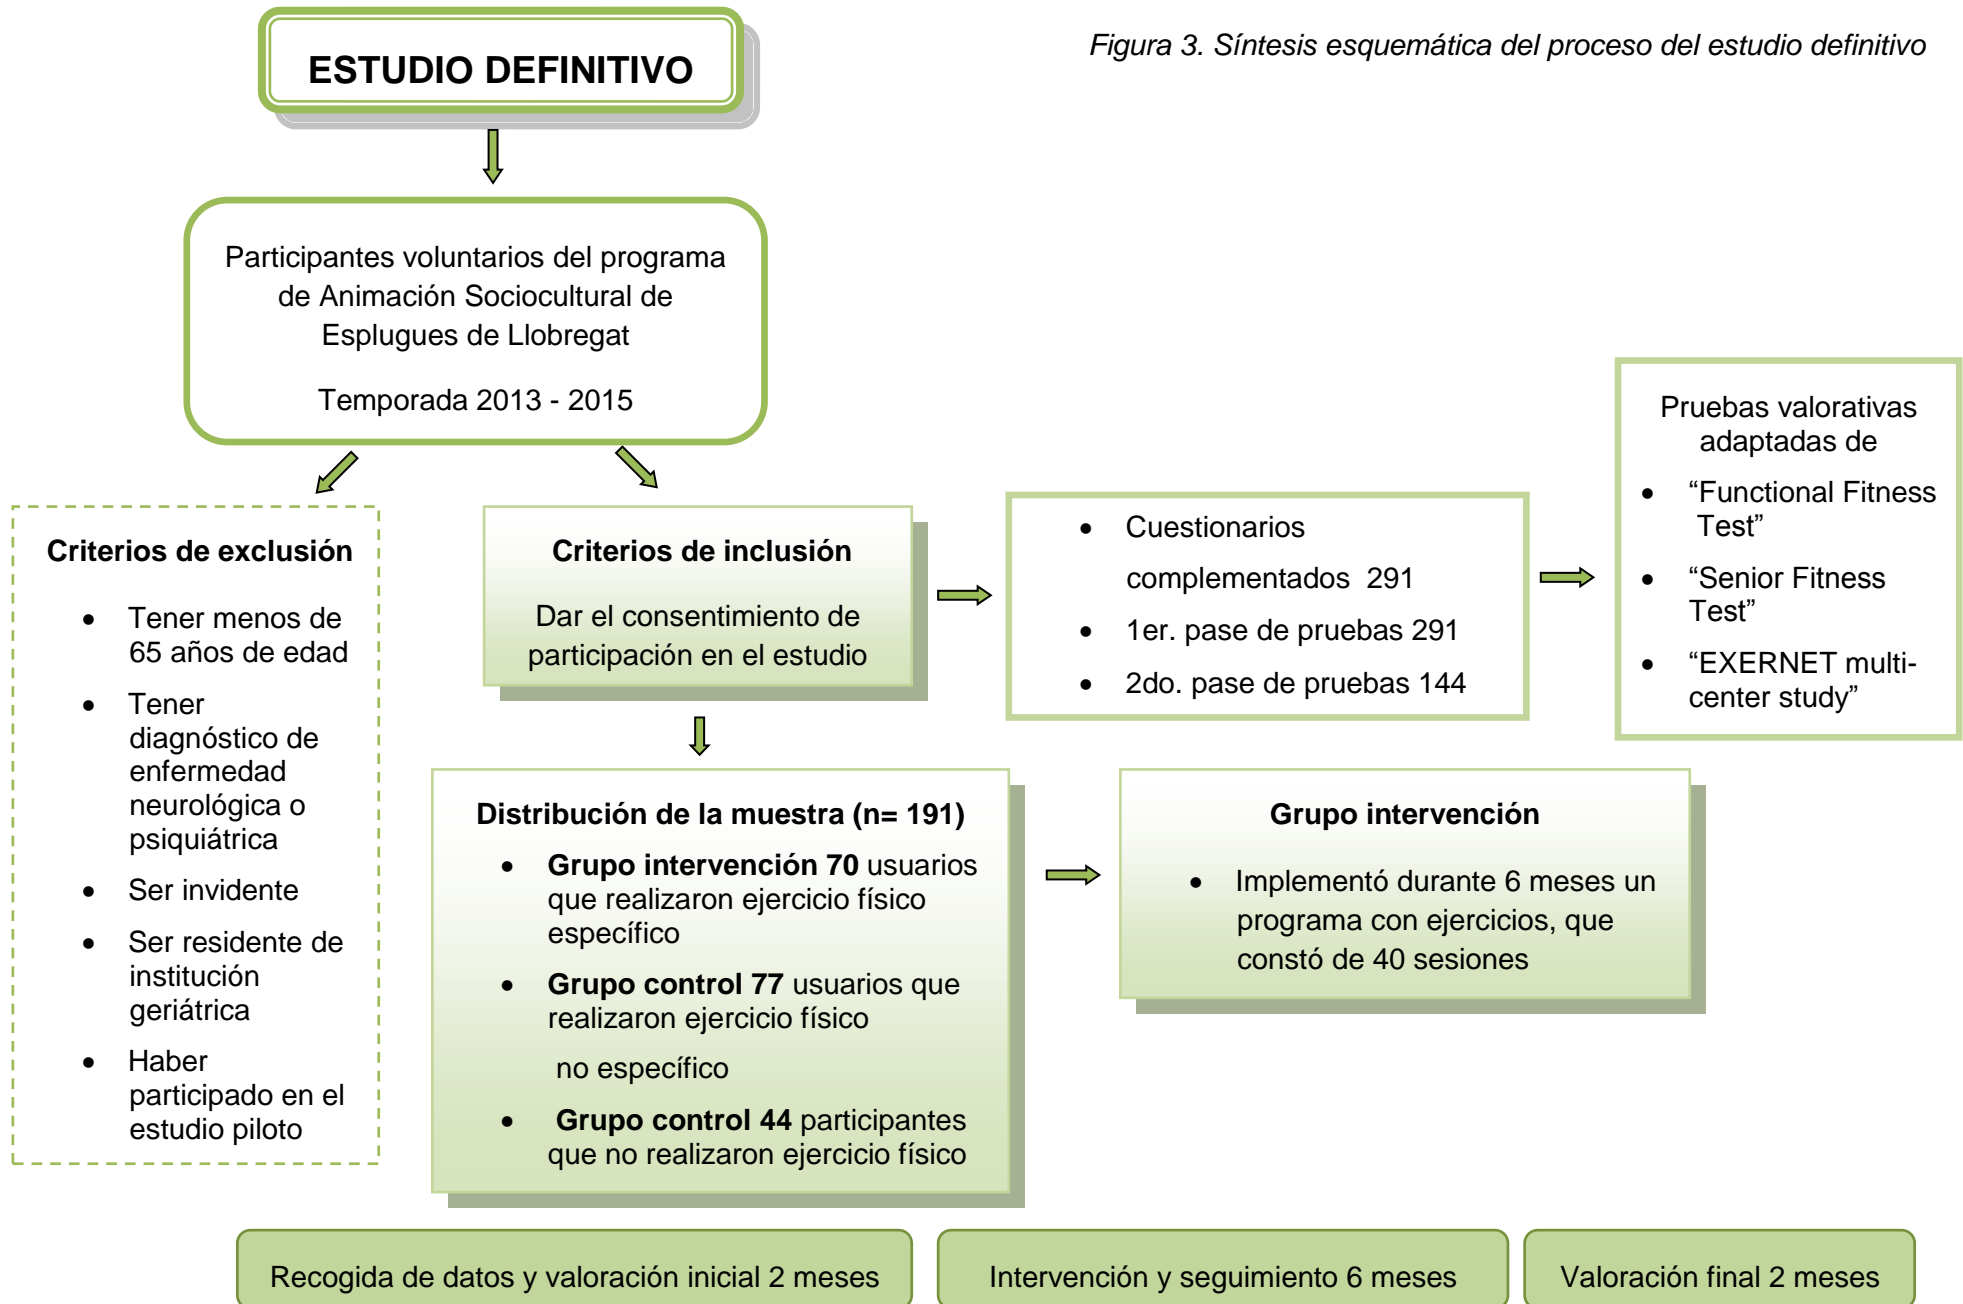 Figura 3. Síntesis esquemática del proceso del estudio definitivo
ESTUDIO DEFINITIVO
Participantes voluntarios del programa
de Animación Sociocultural de
Esplugues de Llobregat
Temporada 2013 - 2015
Criterios de exclusión
• Tener menos de
65 años de edad
• Tener
diagnóstico de
enfermedad
neurológica o
psiquiátrica
• Ser invidente
• Ser residente de
institución
geriátrica
• Haber
participado en el
estudio piloto
Criterios de inclusión
Dar el consentimiento de
participación en el estudio
• Cuestionarios
complementados 291
• 1er. pase de pruebas 291
• 2do. pase de pruebas 144
Pruebas valorativas
adaptadas de
• “Functional Fitness
Test”
• “Senior Fitness
Test”
• “EXERNET multi-
center study”
Distribución de la muestra (n= 191)
• Grupo intervención 70 usuarios
que realizaron ejercicio físico
específico
• Grupo control 77 usuarios que
realizaron ejercicio físico
no específico
• Grupo control 44 participantes
que no realizaron ejercicio físico
Grupo intervención
• Implementó durante 6 meses un
programa con ejercicios, que
constó de 40 sesiones
Recogida de datos y valoración inicial 2 meses
Intervención y seguimiento 6 meses
Valoración final 2 meses